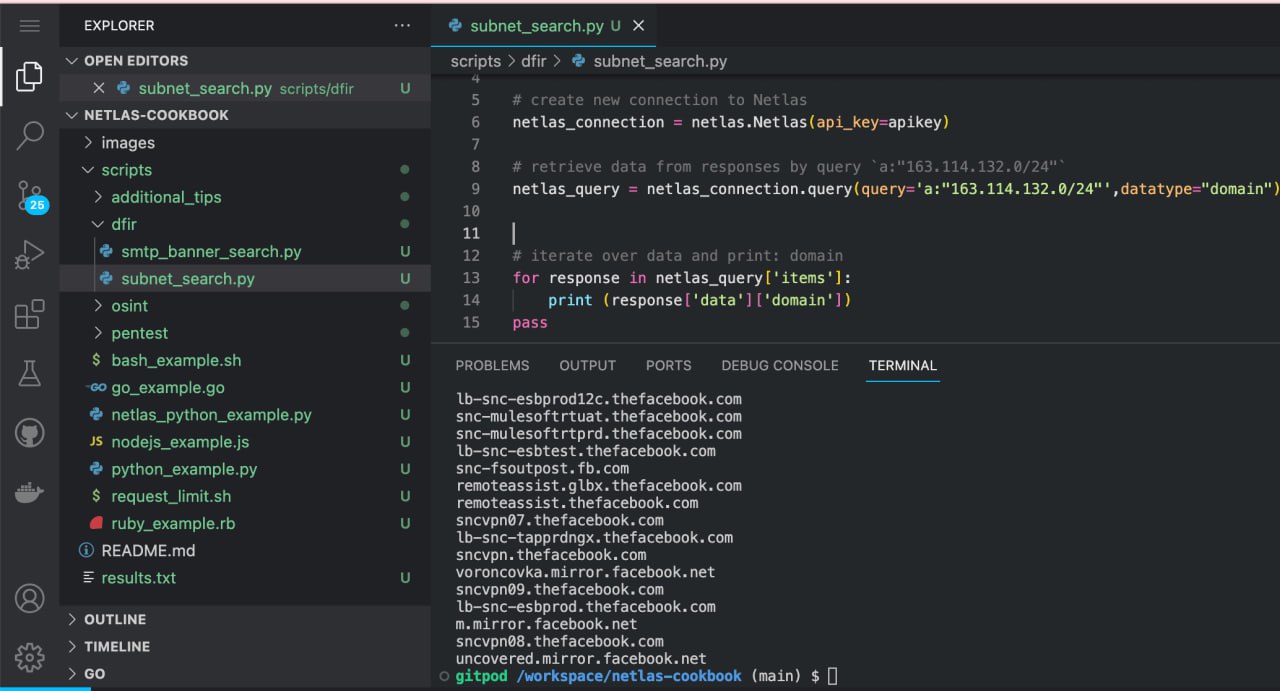 EXPLORER
OPEN EDITORS
subnet_search.py scripts/dfir U
NETLAS-COOKBOOK
images
scripts
additional_tips
dfir
smtp_banner_search.py U
subnet_search.py U
osint
pentest
$ bash_example.sh U
GO go_example.go U
netlas_python_example.py U
JS nodejs_example.js U
python_example.py U
$ request_limit.sh U
ruby_example.rb U
README.md
results.txt U
OUTLINE
TIMELINE
GO
25
subnet_search.py U
scripts > dfir > subnet_search.py
4
5 # create new connection to Netlas
6 netlas_connection = netlas.Netlas(api_key=apikey)
7
8 # retrieve data from responses by query `a:"163.114.132.0/24"`
9 netlas_query = netlas_connection.query(query='a:"163.114.132.0/24"',datatype="domain")
10
11
12 # iterate over data and print: domain
13 for response in netlas_query['items']:
14 print (response['data']['domain'])
15 pass
PROBLEMS OUTPUT PORTS DEBUG CONSOLE TERMINAL
lb-snc-esbprod12c.thefacebook.com
snc-mulesoftrtuat.thefacebook.com
snc-mulesoftrtprd.thefacebook.com
lb-snc-esbtest.thefacebook.com
snc-fsoutpost.fb.com
remoteassist.glbx.thefacebook.com
remoteassist.thefacebook.com
sncvpn07.thefacebook.com
lb-snc-tapprdngx.thefacebook.com
sncvpn.thefacebook.com
voroncovka.mirror.facebook.net
sncvpn09.thefacebook.com
lb-snc-esbprod.thefacebook.com
m.mirror.facebook.net
sncvpn08.thefacebook.com
uncovered.mirror.facebook.net
gitpod /workspace/netlas-cookbook (main) $